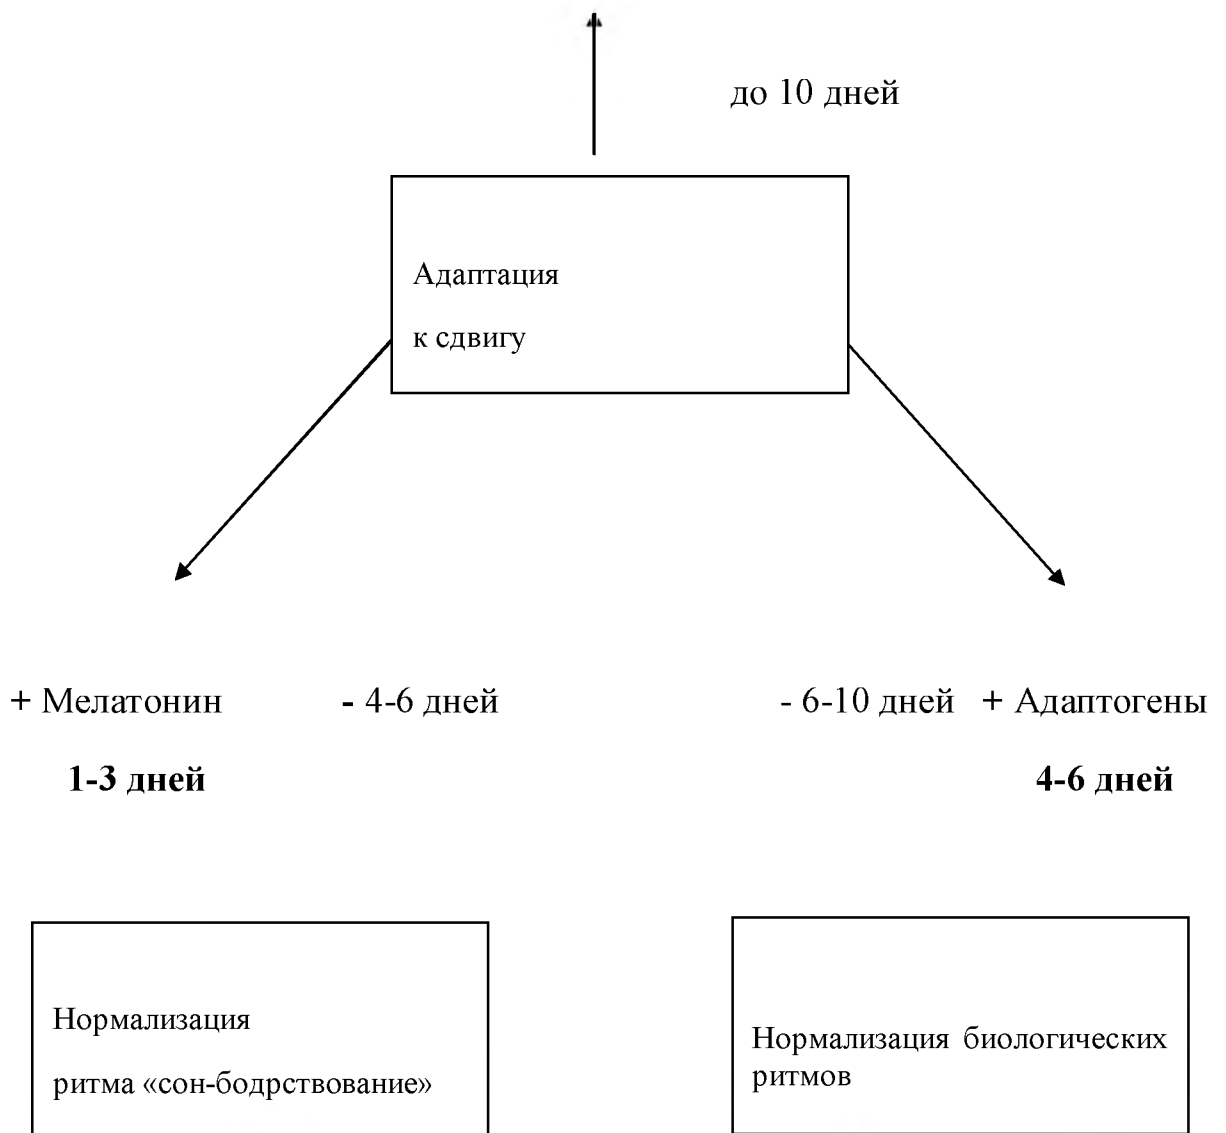 до 10 дней
Адаптация
к сдвигу
+ Мелатонин - 4-6 дней - 6-10 дней + Адаптогены
1-3 дней 4-6 дней
Нормализация
ритма «сон-бодрствование»
Нормализация биологических
ритмов